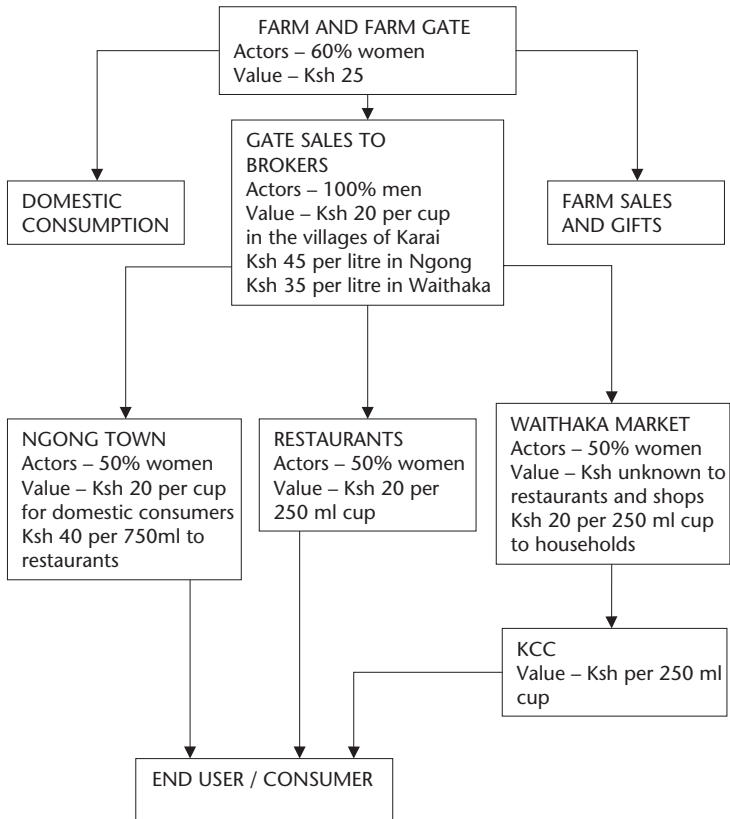 FARM AND FARM GATE
Actors – 60% women
Value – Ksh 25
GATE SALES TO
BROKERS
Actors – 100% men
Value – Ksh 20 per cup
in the villages of Karai
Ksh 45 per litre in Ngong
Ksh 35 per litre in Waithaka
DOMESTIC
CONSUMPTION
FARM SALES
AND GIFTS
NGONG TOWN
Actors – 50% women
Value – Ksh 20 per cup
for domestic consumers
Ksh 40 per 750ml to
restaurants
RESTAURANTS
Actors – 50% women
Value – Ksh 20 per
250 ml cup
WAITHAKA MARKET
Actors – 50% women
Value – Ksh unknown to
restaurants and shops
Ksh 20 per 250 ml cup
to households
KCC
Value – Ksh per 250 ml
cup
END USER / CONSUMER